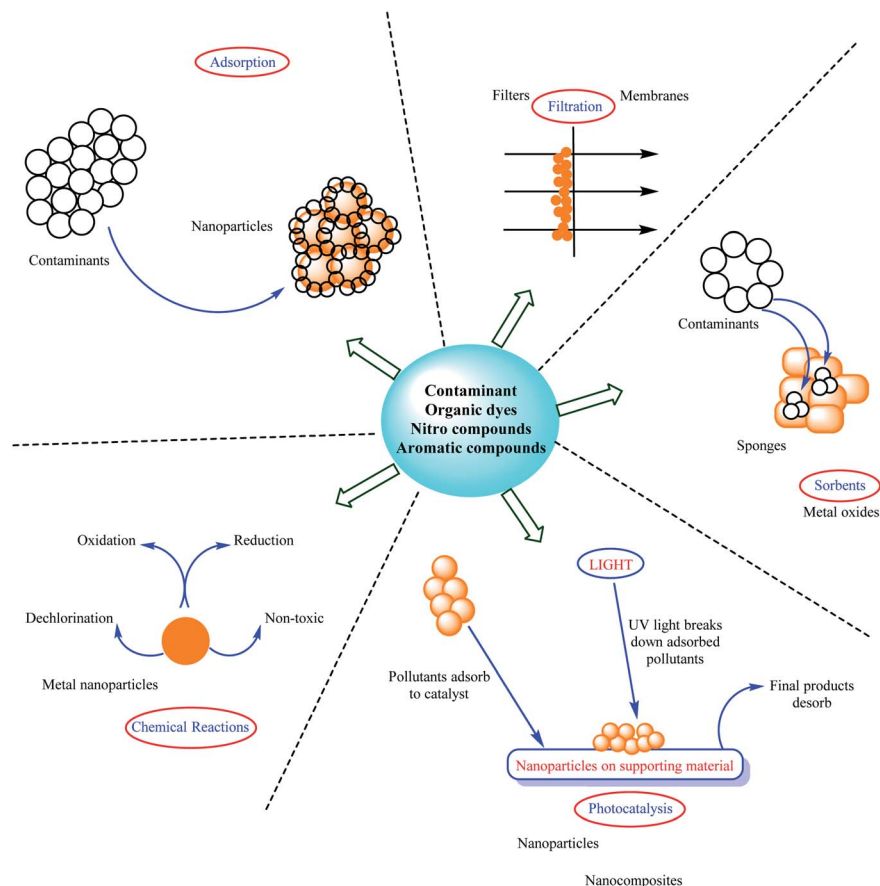 Adsorption
Contaminants
Nanoparticles
Filters
Filtration
Membranes
Contaminants
Sponges
Sorbents
Metal oxides
Contaminant
Organic dyes
Nitro compounds
Aromatic compounds
Oxidation
Reduction
Dechlorination
Non-toxic
Metal nanoparticles
Chemical Reactions
LIGHT
UV light breaks
down adsorbed
pollutants
Pollutants adsorb
to catalyst
Final products
desorb
Nanoparticles on supporting material
Photocatalysis
Nanoparticles
Nanocomposites